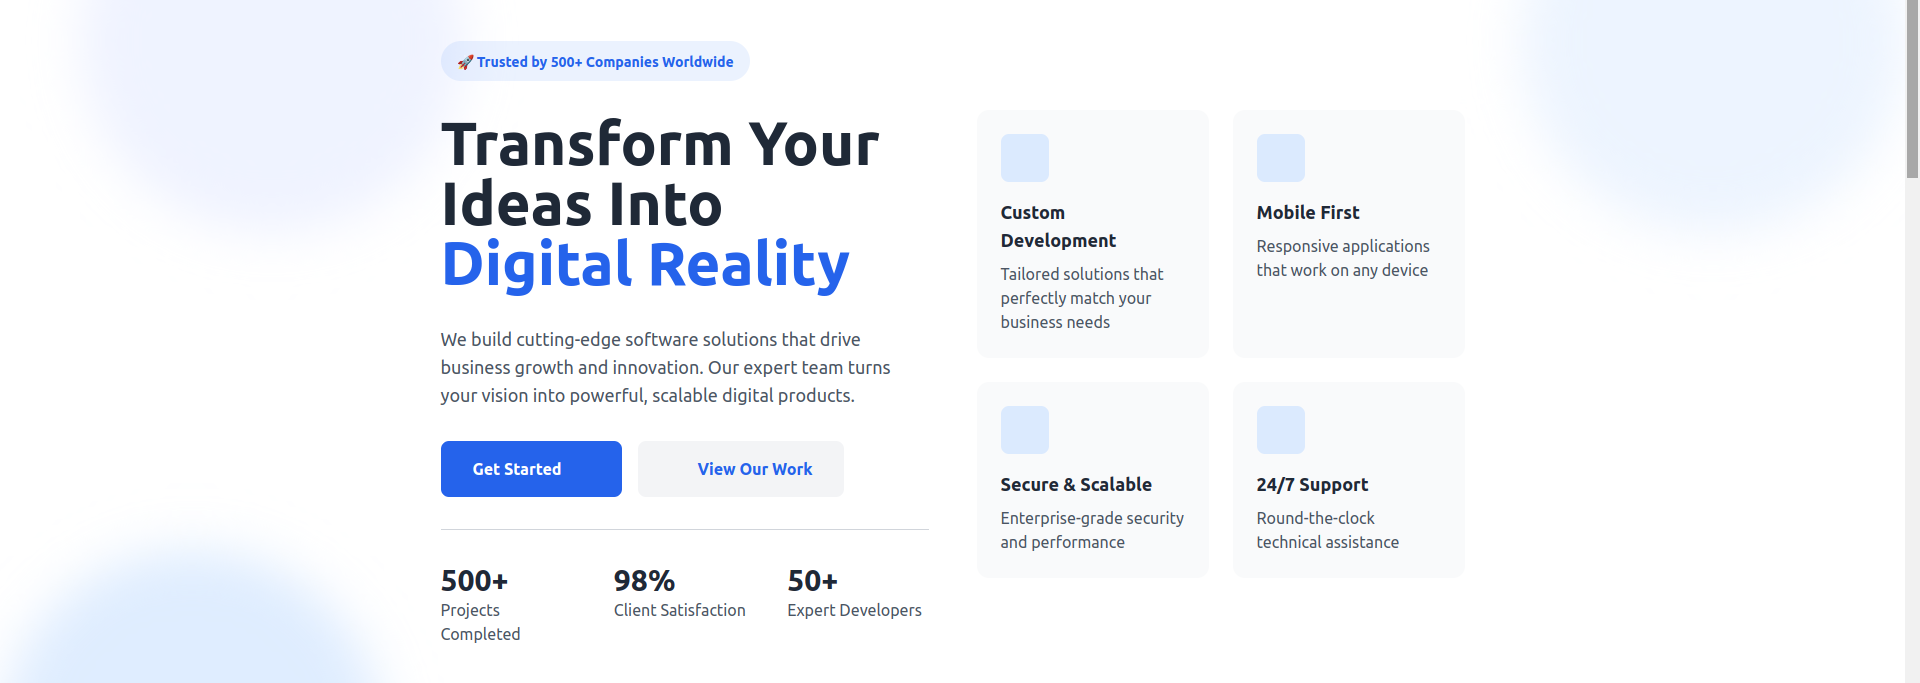 🚀 Trusted by 500+ Companies Worldwide
Transform Your
Ideas Into
Digital Reality
We build cutting-edge software solutions that drive
business growth and innovation. Our expert team turns
your vision into powerful, scalable digital products.
Get Started
View Our Work
500+
Projects
Completed
98%
Client Satisfaction
50+
Expert Developers
Custom
Development
Tailored solutions that
perfectly match your
business needs
Mobile First
Responsive applications
that work on any device
Secure & Scalable
Enterprise-grade security
and performance
24/7 Support
Round-the-clock
technical assistance